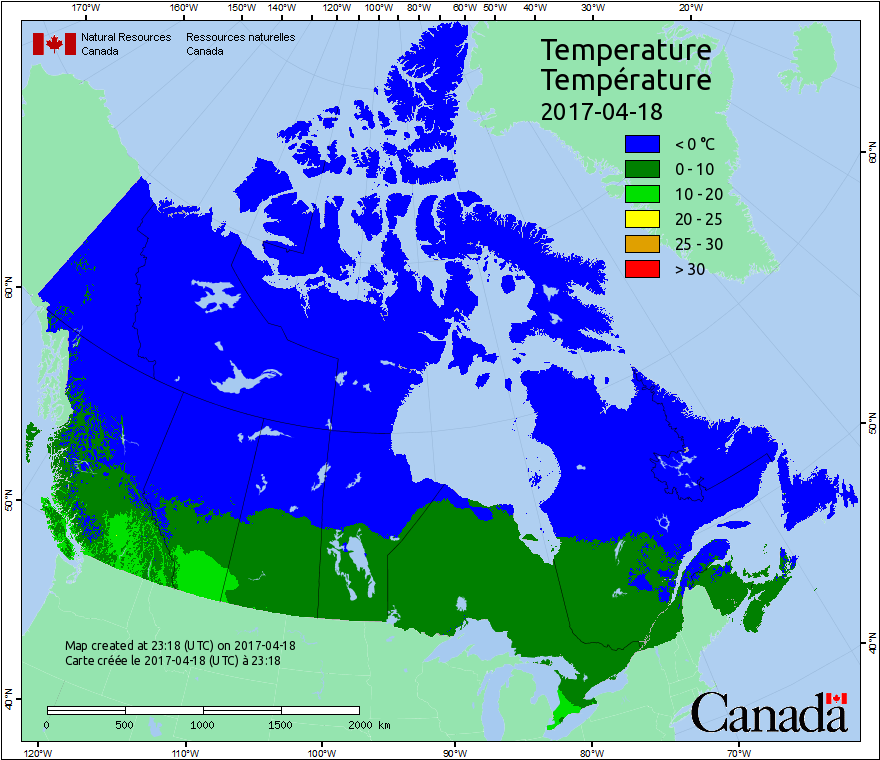 170°W 160°W 150°W 140°W 130°W 120°W 110°W 100°W 90°W 80°W 60°W 50°W 40°W 30°W 20°W
Natural Resources
Canada
Ressources naturelles
Canada
Temperature
Température
2017-04-18
< 0 °C
0 - 10
10 - 20
20 - 25
25 - 30
> 30
60°N
50°N
40°N
60°N
50°N
40°N
Map created at 23:18 (UTC) on 2017-04-18
Carte créée le 2017-04-18 (UTC) à 23:18
0 500 1000 1500 2000 km
Canada
120°W 110°W 100°W 90°W 80°W 70°W